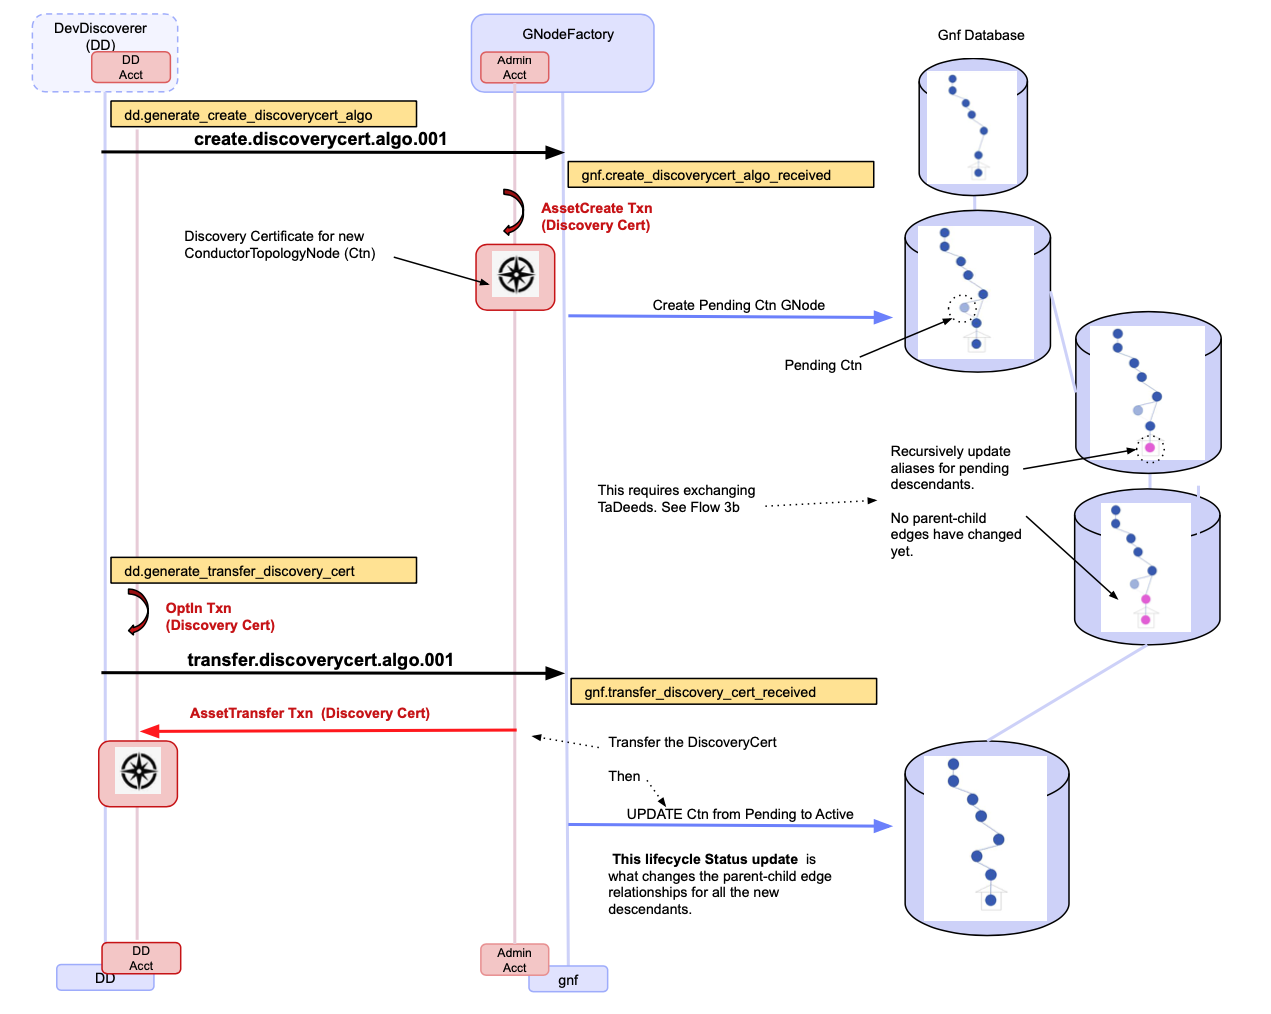 DevDiscoverer
(DD)
DD
Acct
GNodeFactory
Admin
Acct
Gnf Database
dd.generate_create_discoverycert_algo
create.discoverycert.algo.001
gnf.create_discoverycert_algo_received
AssetCreate Txn
(Discovery Cert)
Discovery Certificate for new
ConductorTopologyNode (Ctn)
Create Pending Ctn GNode
Pending Ctn
Recursively update
aliases for pending
descendants.
This requires exchanging
TaDeeds. See Flow 3b
No parent-child
edges have changed
yet.
dd.generate_transfer_discovery_cert
OptIn Txn
(Discovery Cert)
transfer.discoverycert.algo.001
gnf.transfer_discovery_cert_received
AssetTransfer Txn  (Discovery Cert)
Transfer the DiscoveryCert
Then
UPDATE Ctn from Pending to Active
This lifecycle Status update  is
what changes the parent-child edge
relationships for all the new
descendants.
DD
Acct
DD
Admin
Acct
gnf